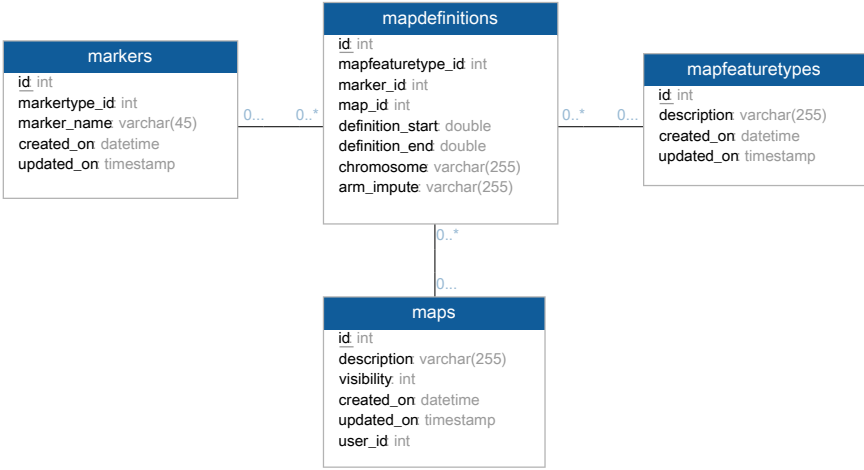 mapdefinitions
id: int
mapfeaturetype_id: int
marker_id: int
map_id: int
definition_start: double
definition_end: double
chromosome: varchar(255)
arm_impute: varchar(255)
markers
id: int
markertype_id: int
marker_name: varchar(45)
created_on: datetime
updated_on: timestamp
0...
0..*
0..*
0...
mapfeaturetypes
id: int
description: varchar(255)
created_on: datetime
updated_on: timestamp
0..*
0...
maps
id: int
description: varchar(255)
visibility: int
created_on: datetime
updated_on: timestamp
user_id: int